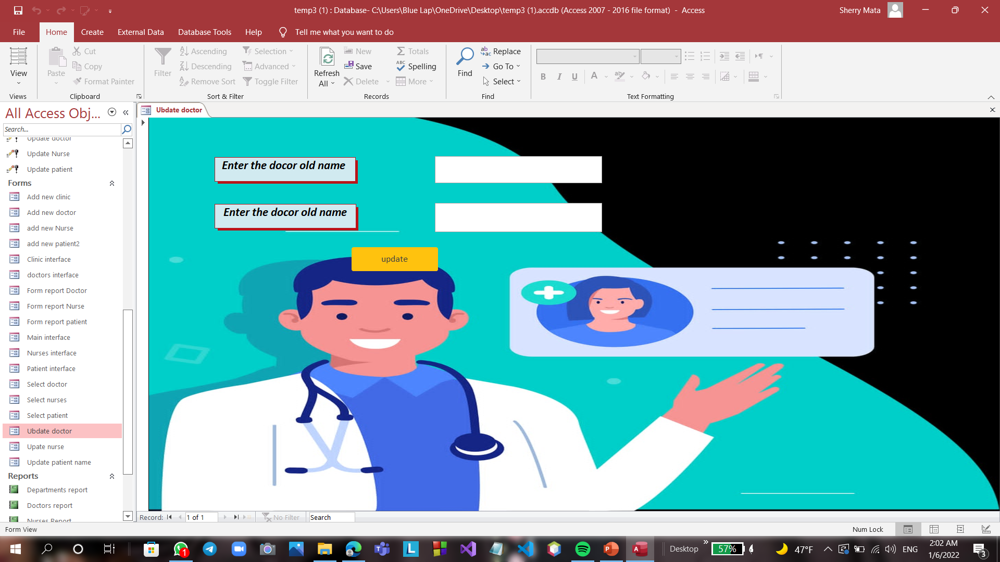 temp3 (1) : Database- C:\Users\Blue Lap\OneDrive\Desktop\temp3 (1).accdb (Access 2007 - 2016 file format) - Access
Sherry Mata
File Home Create External Data Database Tools Help Tell me what you want to do
View
Views
Paste
Cut
Copy
Format Painter
Clipboard
Filter
Ascending
Descending
Remove Sort
Selection
Advanced
Toggle Filter
Sort & Filter
Refresh
All
New
Save
Delete
Totals
Spelling
More
Records
Find
Replace
Go To
Select
Find
B I U A
Text Formatting
All Access Obj...
Search...
Update doctor
Update Nurse
Update patient
Forms
Add new clinic
Add new doctor
add new Nurse
add new patient2
Clinic interface
doctors interface
Form report Doctor
Form report Nurse
Form report patient
Main interface
Nurses interface
Patient interface
Select doctor
Select nurses
Select patient
Ubdate doctor
Upate nurse
Update patient name
Reports
Departments report
Doctors report
Nurses Report
Ubdate doctor
Enter the docor old name
Enter the docor old name
update
Record: 1 of 1 No Filter Search
Form View
Num Lock
1
Desktop
57%
47°F
ENG
2:02 AM
1/6/2022
3